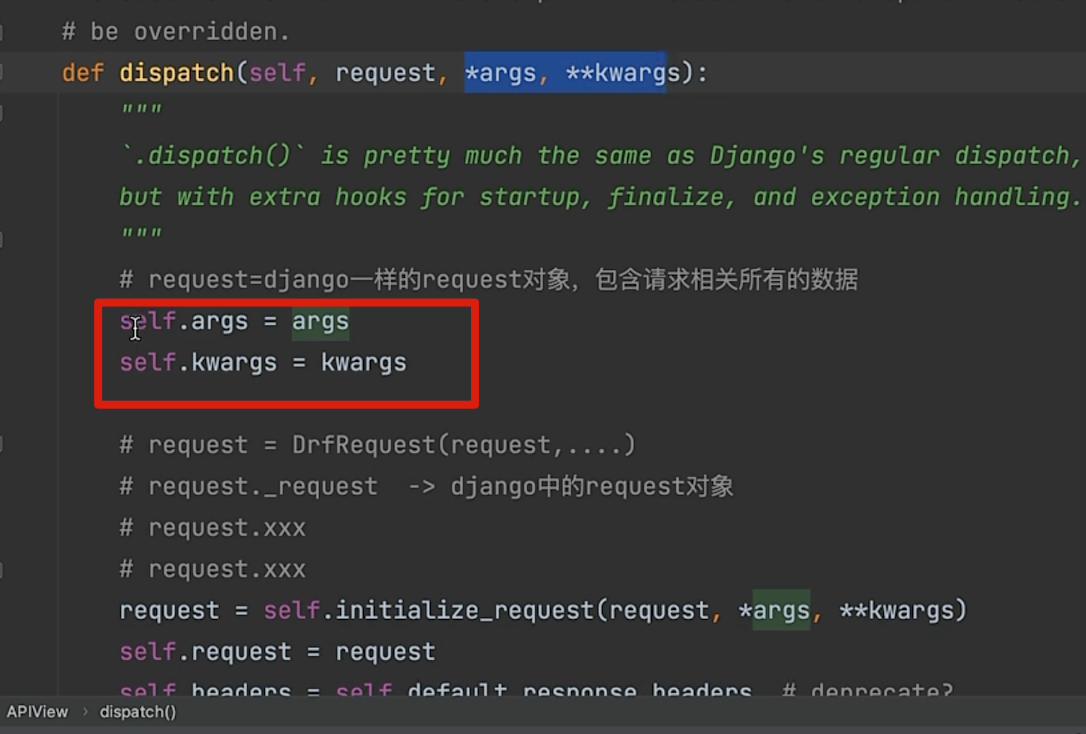 # be overridden.
def dispatch(self, request, *args, **kwargs):
"""
`.dispatch()` is pretty much the same as Django's regular dispatch,
but with extra hooks for startup, finalize, and exception handling.
"""
# request=django一样的request对象，包含请求相关所有的数据
self.args = args
self.kwargs = kwargs
# request = DrfRequest(request,....)
# request._request  -> django中的request对象
# request.xxx
# request.xxx
request = self.initialize_request(request, *args, **kwargs)
self.request = request
self.headers = self.default_response_headers  # deprecate?
APIView › dispatch()